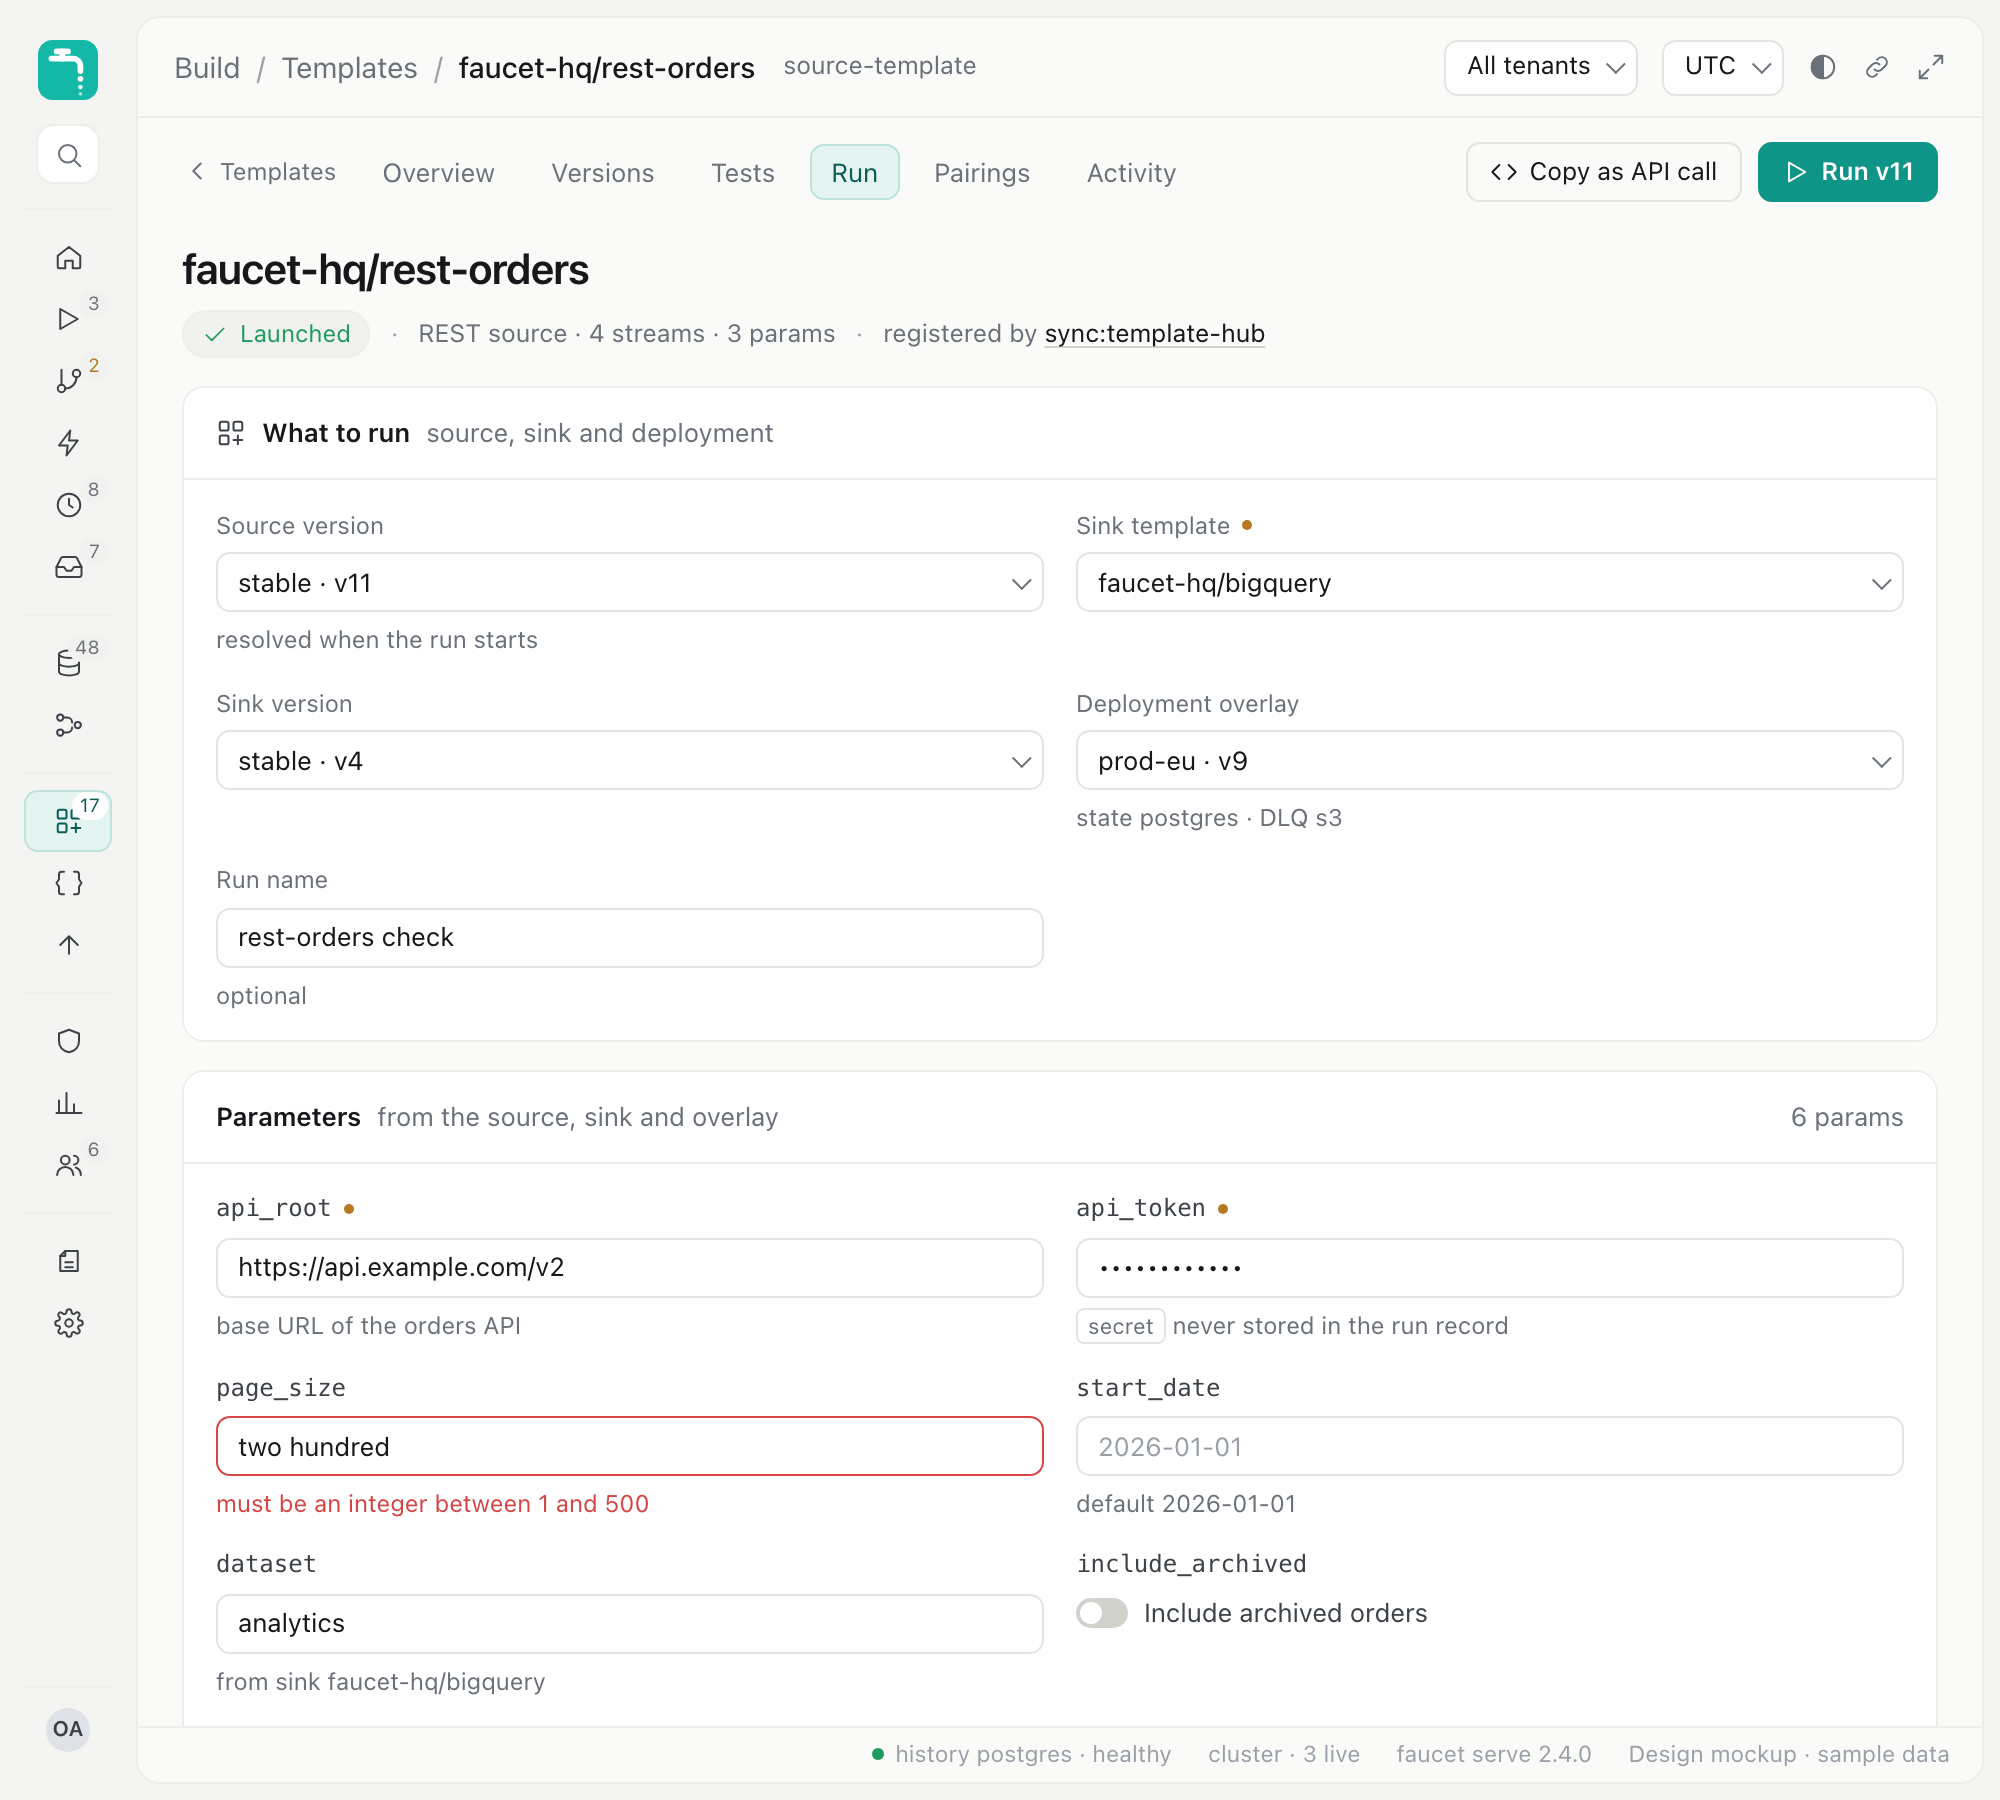 Build / Templates / faucet-hq/rest-orders source-template
All tenants
UTC
Templates
Overview
Versions
Tests
Run
Pairings
Activity
Copy as API call
Run v11
faucet-hq/rest-orders
Launched · REST source · 4 streams · 3 params · registered by sync:template-hub
3
2
8
7
48
17
6
What to run source, sink and deployment
Source version
stable · v11
resolved when the run starts
Sink template
faucet-hq/bigquery
Sink version
stable · v4
Deployment overlay
prod-eu · v9
state postgres · DLQ s3
Run name
rest-orders check
optional
Parameters from the source, sink and overlay
6 params
api_root
https://api.example.com/v2
base URL of the orders API
api_token
••••••••••••
secret never stored in the run record
page_size
two hundred
must be an integer between 1 and 500
start_date
2026-01-01
default 2026-01-01
dataset
analytics
from sink faucet-hq/bigquery
include_archived
Include archived orders
OA
history postgres · healthy
cluster · 3 live
faucet serve 2.4.0
Design mockup · sample data